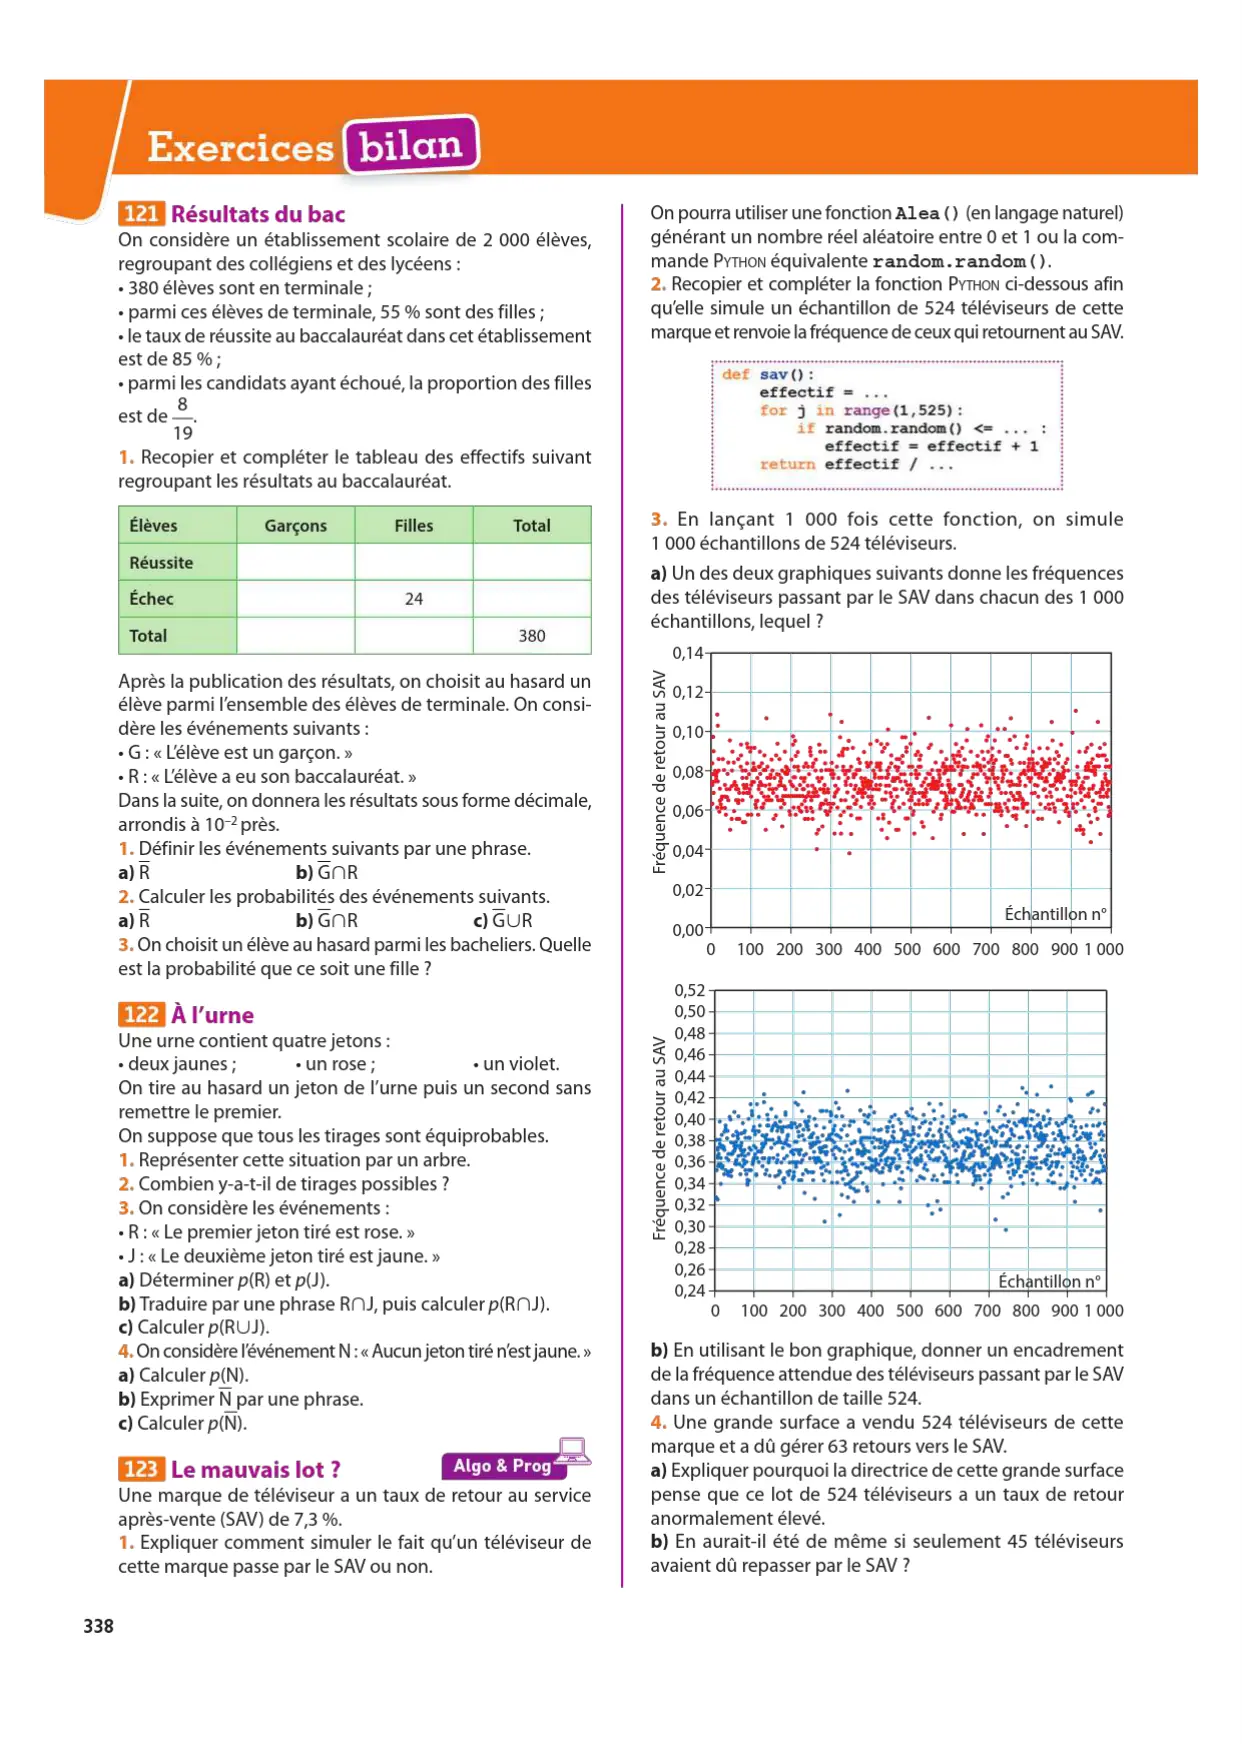 Exercices bilan
121 Résultats du bac
On considère un établissement scolaire de 2 000 élèves,
regroupant des collégiens et des lycéens :
• 380 élèves sont en terminale ;
• parmi ces élèves de terminale, 55 % sont des filles ;
• le taux de réussite au baccalauréat dans cet établissement
est de 85 % ;
• parmi les candidats ayant échoué, la proportion des filles
est de 8/19.
1. Recopier et compléter le tableau des effectifs suivant
regroupant les résultats au baccalauréat.
Élèves Garçons Filles Total
Réussite
Échec 24
Total 380
Après la publication des résultats, on choisit au hasard un
élève parmi l'ensemble des élèves de terminale. On consi-
dère les événements suivants :
• G : « L'élève est un garçon. »
• R : « L'élève a eu son baccalauréat. »
Dans la suite, on donnera les résultats sous forme décimale,
arrondis à 10⁻² près.
1. Définir les événements suivants par une phrase.
a) R̅ b) G̅∩R
2. Calculer les probabilités des événements suivants.
a) R̅ b) G̅∩R c) G̅∪R
3. On choisit un élève au hasard parmi les bacheliers. Quelle
est la probabilité que ce soit une fille ?
122 À l'urne
Une urne contient quatre jetons :
• deux jaunes ; • un rose ; • un violet.
On tire au hasard un jeton de l'urne puis un second sans
remettre le premier.
On suppose que tous les tirages sont équiprobables.
1. Représenter cette situation par un arbre.
2. Combien y-a-t-il de tirages possibles ?
3. On considère les événements :
• R : « Le premier jeton tiré est rose. »
• J : « Le deuxième jeton tiré est jaune. »
a) Déterminer p(R) et p(J).
b) Traduire par une phrase R∩J, puis calculer p(R∩J).
c) Calculer p(R∪J).
4. On considère l'événement N : « Aucun jeton tiré n'est jaune. »
a) Calculer p(N).
b) Exprimer N̅ par une phrase.
c) Calculer p(N̅).
123 Le mauvais lot ? Algo & Prog
Une marque de téléviseur a un taux de retour au service
après-vente (SAV) de 7,3 %.
1. Expliquer comment simuler le fait qu'un téléviseur de
cette marque passe par le SAV ou non.
On pourra utiliser une fonction Alea() (en langage naturel)
générant un nombre réel aléatoire entre 0 et 1 ou la com-
mande PYTHON équivalente random.random().
2. Recopier et compléter la fonction PYTHON ci-dessous afin
qu'elle simule un échantillon de 524 téléviseurs de cette
marque et renvoie la fréquence de ceux qui retournent au SAV.
def sav():
effectif = ...
for j in range(1,525):
if random.random() <= ... :
effectif = effectif + 1
return effectif / ...
3. En lançant 1 000 fois cette fonction, on simule
1 000 échantillons de 524 téléviseurs.
a) Un des deux graphiques suivants donne les fréquences
des téléviseurs passant par le SAV dans chacun des 1 000
échantillons, lequel ?
Fréquence de retour au SAV
0,14
0,12
0,10
0,08
0,06
0,04
0,02
0,00
Échantillon n°
0 100 200 300 400 500 600 700 800 900 1 000
Fréquence de retour au SAV
0,52
0,50
0,48
0,46
0,44
0,42
0,40
0,38
0,36
0,34
0,32
0,30
0,28
0,26
0,24
Échantillon n°
0 100 200 300 400 500 600 700 800 900 1 000
b) En utilisant le bon graphique, donner un encadrement
de la fréquence attendue des téléviseurs passant par le SAV
dans un échantillon de taille 524.
4. Une grande surface a vendu 524 téléviseurs de cette
marque et a dû gérer 63 retours vers le SAV.
a) Expliquer pourquoi la directrice de cette grande surface
pense que ce lot de 524 téléviseurs a un taux de retour
anormalement élevé.
b) En aurait-il été de même si seulement 45 téléviseurs
avaient dû repasser par le SAV ?
338